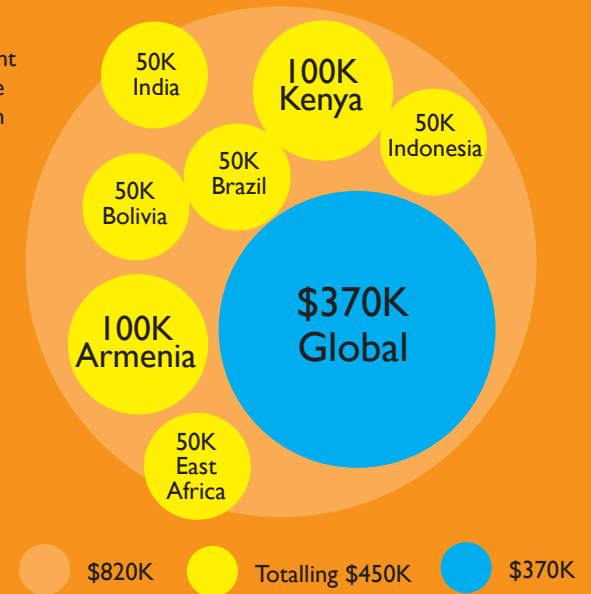 50K
India
100K
Kenya
50K
Indonesia
50K
Brazil
50K
Bolivia
$370K
Global
100K
Armenia
50K
East
Africa
$820K
Totalling $450K
$370K